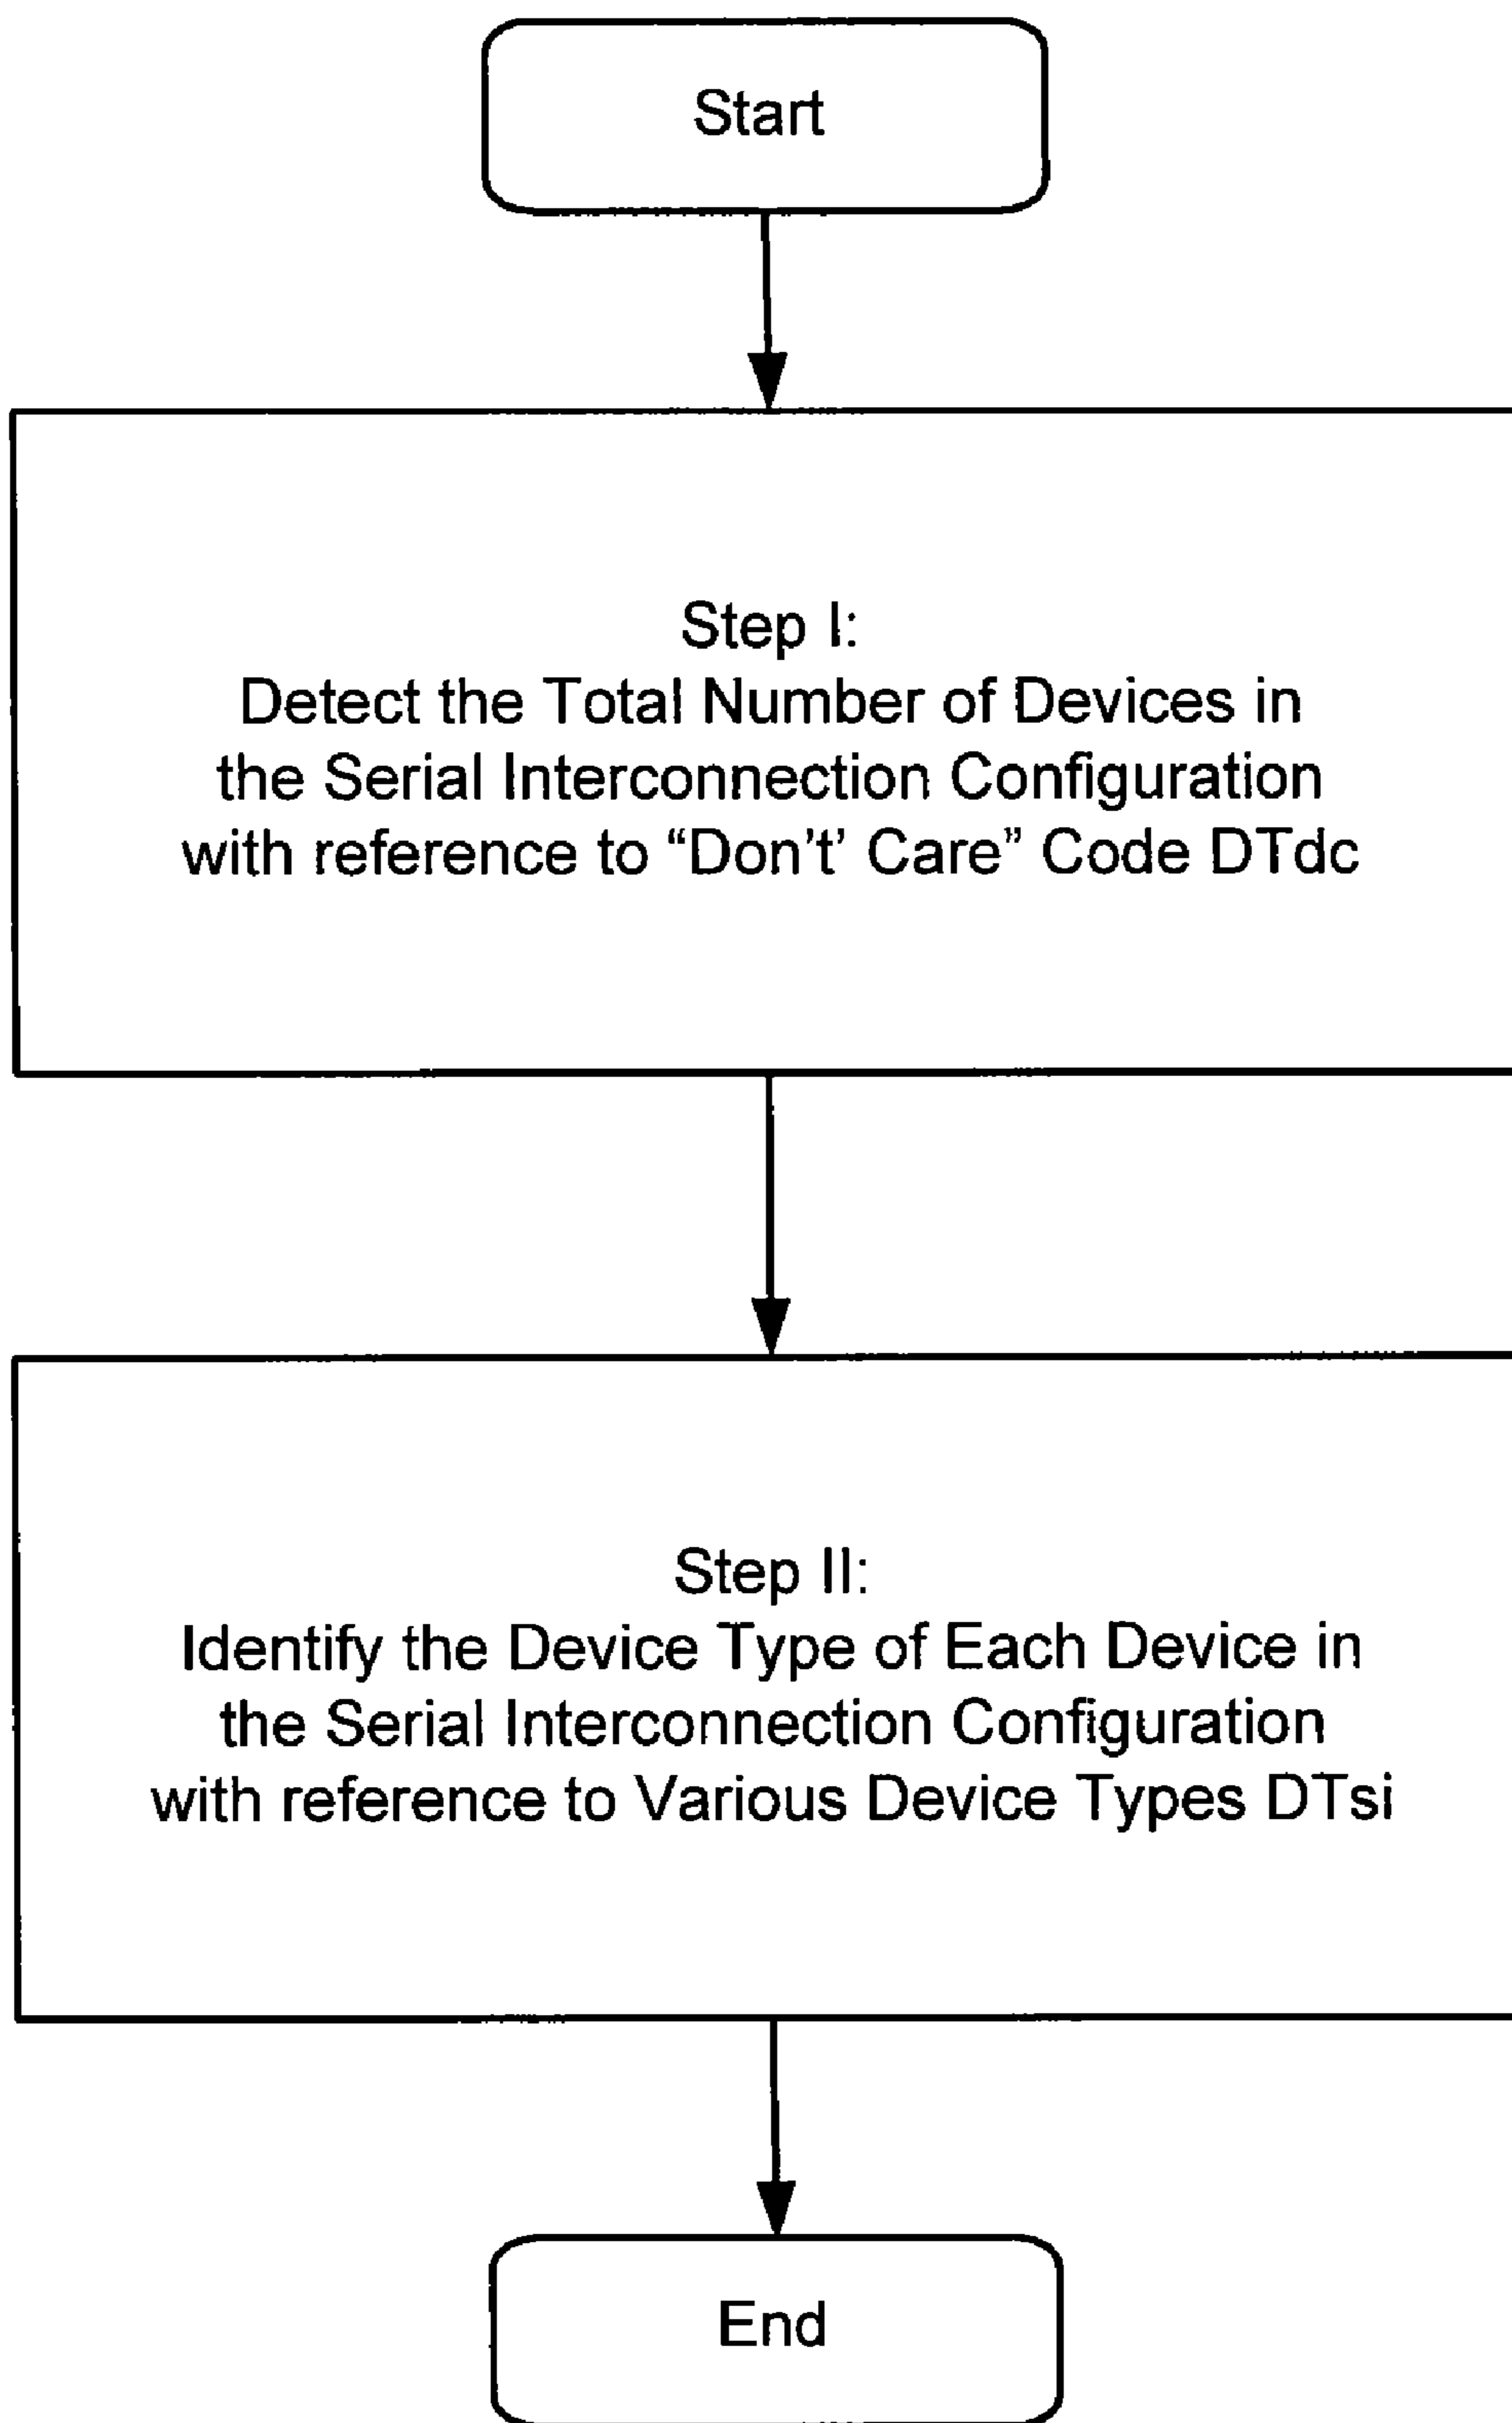 Start
Step I:
Detect the Total Number of Devices in
the Serial Interconnection Configuration
with reference to “Don't’ Care” Code DTdc
Step II:
Identify the Device Type of Each Device in
the Serial Interconnection Configuration
with reference to Various Device Types DTsi
End